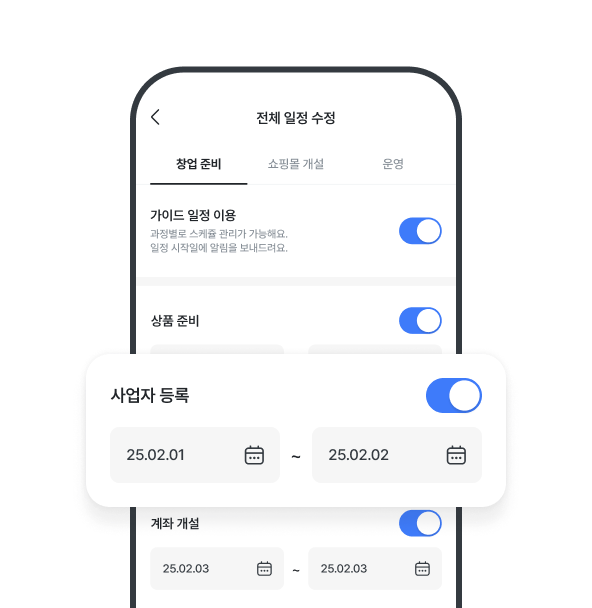 전체 일정 수정
창업 준비 쇼핑몰 개설 운영
가이드 일정 이용
과정별로 스케줄 관리가 가능해요.
일정 시작일에 알림을 보내드려요.
상품 준비
사업자 등록
25.02.01 ~ 25.02.02
계좌 개설
25.02.03 ~ 25.02.03